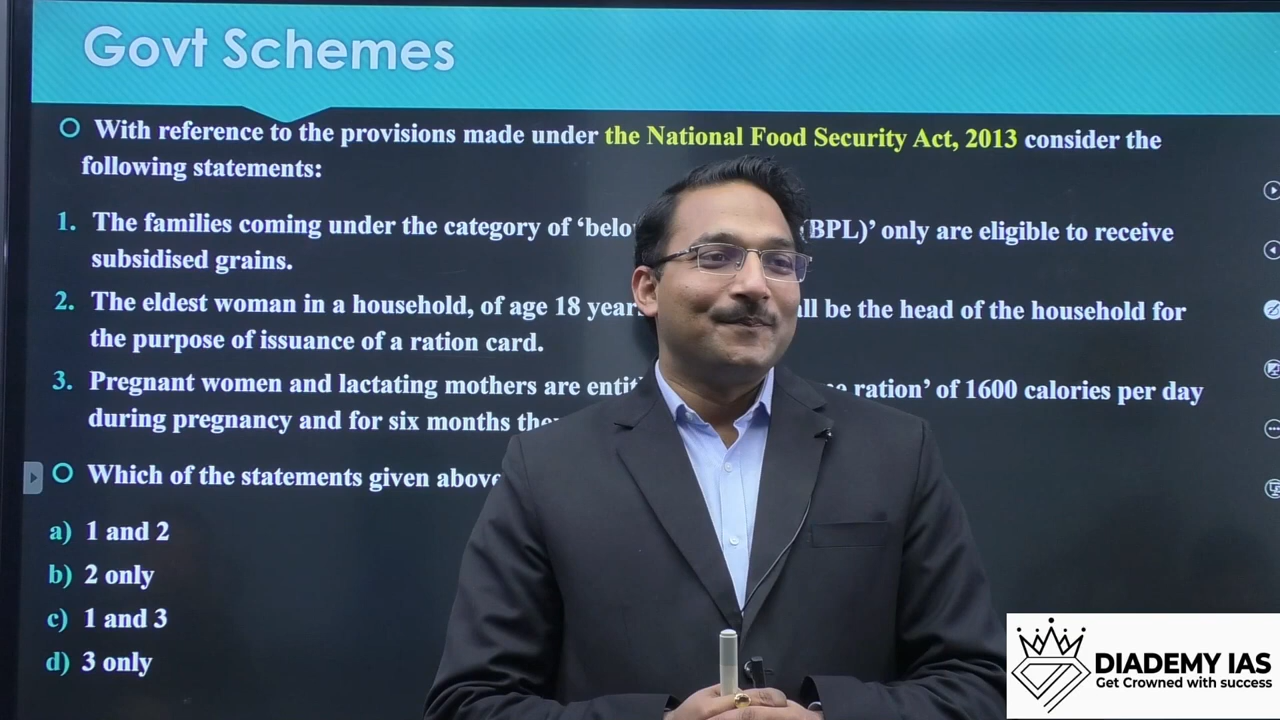 Govt Schemes
With reference to the provisions made under the National Food Security Act, 2013 consider the
following statements:
1. The families coming under the category of ‘belo (BPL)’ only are eligible to receive
subsidised grains.
2. The eldest woman in a household, of age 18 year be the head of the household for
the purpose of issuance of a ration card.
3. Pregnant women and lactating mothers are ration’ of 1600 calories per day
during pregnancy and for six months
Which of the statements given above
a) 1 and 2
b) 2 only
c) 1 and 3
d) 3 only
DIADEMY IAS
Get Crowned with success